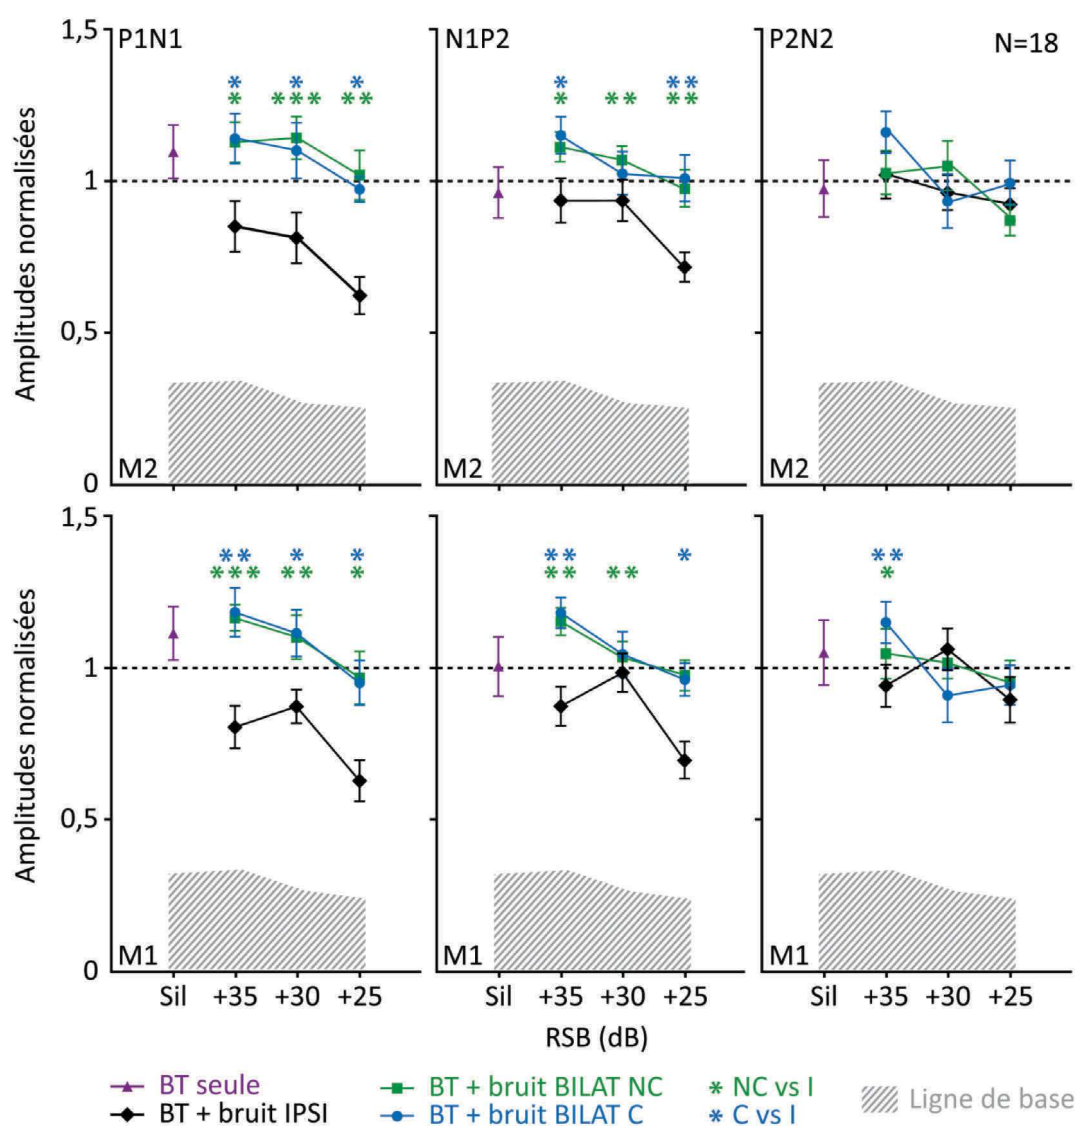 P1N1 N1P2 P2N2 N=18
1,5
* * * * *
* * * * * * * * * * *
1
0,5
0
Amplitudes normalisées
M2 M2 M2
1,5
* * * * * * * * *
* * * * * * * * * * *
1
0,5
0
Amplitudes normalisées
M1 M1 M1
Sil +35 +30 +25 Sil +35 +30 +25 Sil +35 +30 +25
RSB (dB)
BT seule BT + bruit BILAT NC * NC vs I
BT + bruit IPSI BT + bruit BILAT C * C vs I
Ligne de base